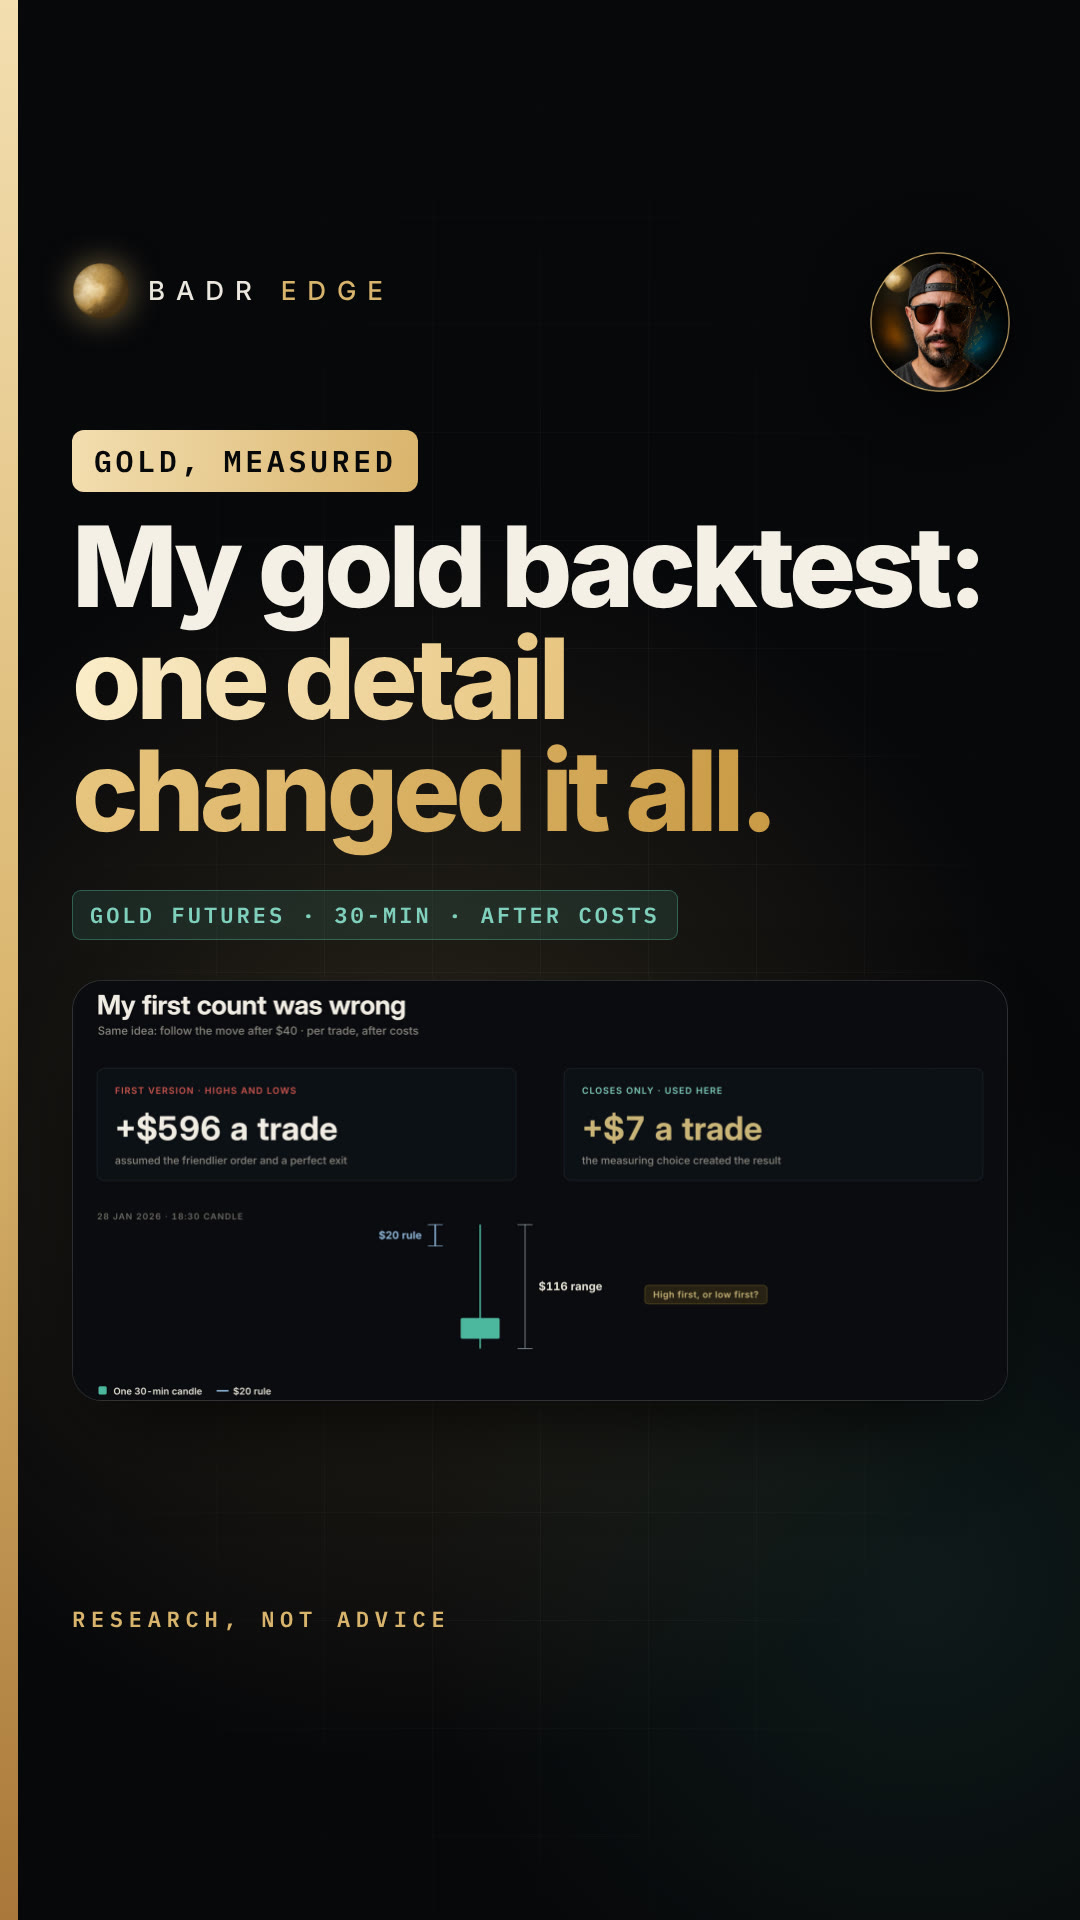 BADR EDGE
GOLD, MEASURED
My gold backtest:
one detail
changed it all.
GOLD FUTURES · 30-MIN · AFTER COSTS
My first count was wrong
Same idea: follow the move after $40 · per trade, after costs
FIRST VERSION · HIGHS AND LOWS
+$596 a trade
assumed the friendlier order and a perfect exit
CLOSES ONLY · USED HERE
+$7 a trade
the measuring choice created the result
28 JAN 2026 · 18:30 CANDLE
$20 rule
$116 range
High first, or low first?
One 30-min candle
$20 rule
RESEARCH, NOT ADVICE